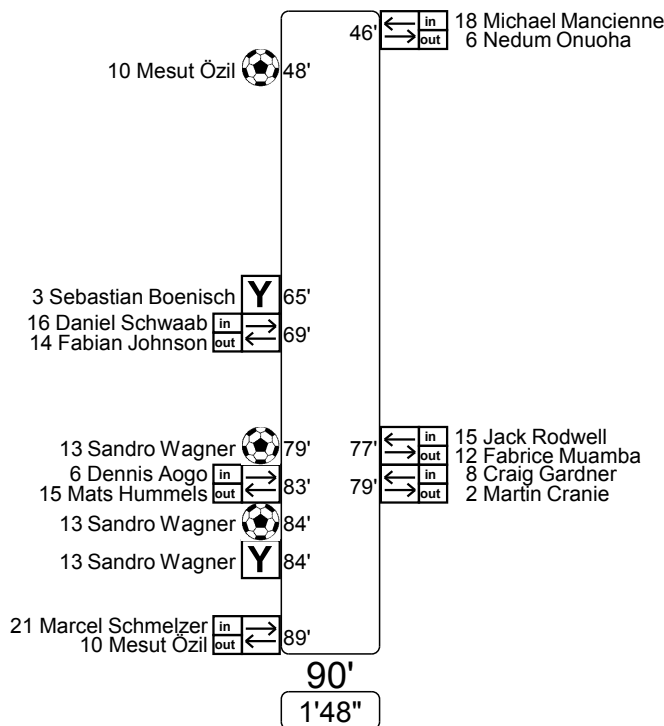 46' in 18 Michael Mancienne
out 6 Nedum Onuoha
10 Mesut Özil 48'
3 Sebastian Boenisch Y 65'
16 Daniel Schwaab in
14 Fabian Johnson out 69'
13 Sandro Wagner 79'
77' in 15 Jack Rodwell
out 12 Fabrice Muamba
6 Dennis Aogo in
15 Mats Hummels out 83'
79' in 8 Craig Gardner
out 2 Martin Cranie
13 Sandro Wagner 84'
13 Sandro Wagner Y 84'
21 Marcel Schmelzer in
10 Mesut Özil out 89'
90'
1'48"